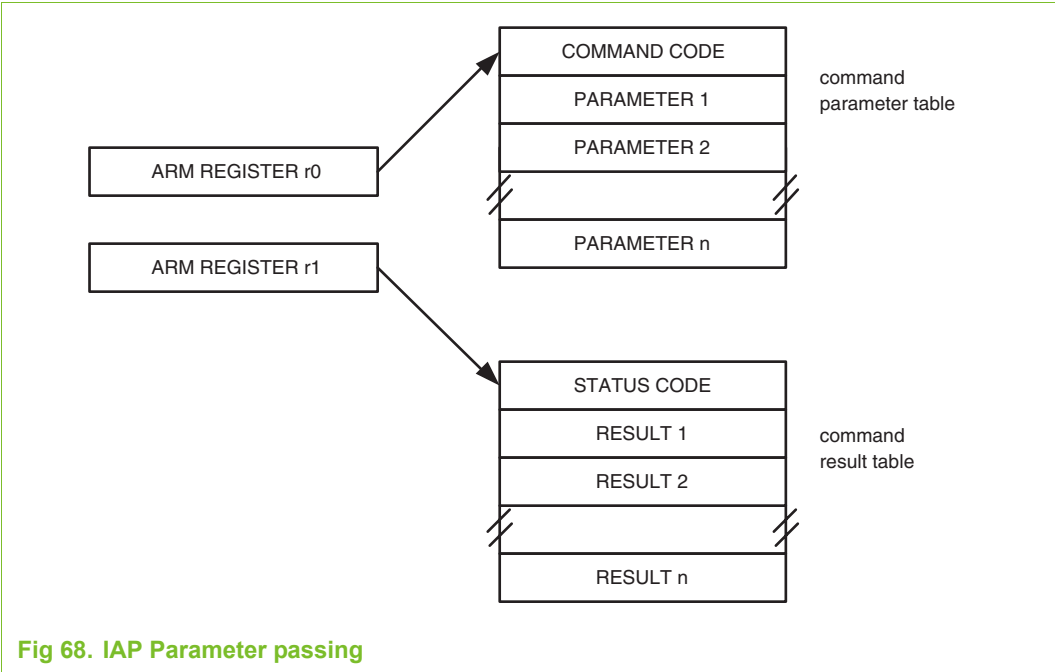 COMMAND CODE
PARAMETER 1
PARAMETER 2
PARAMETER n
command
parameter table
ARM REGISTER r0
ARM REGISTER r1
STATUS CODE
RESULT 1
RESULT 2
RESULT n
command
result table
Fig 68. IAP Parameter passing